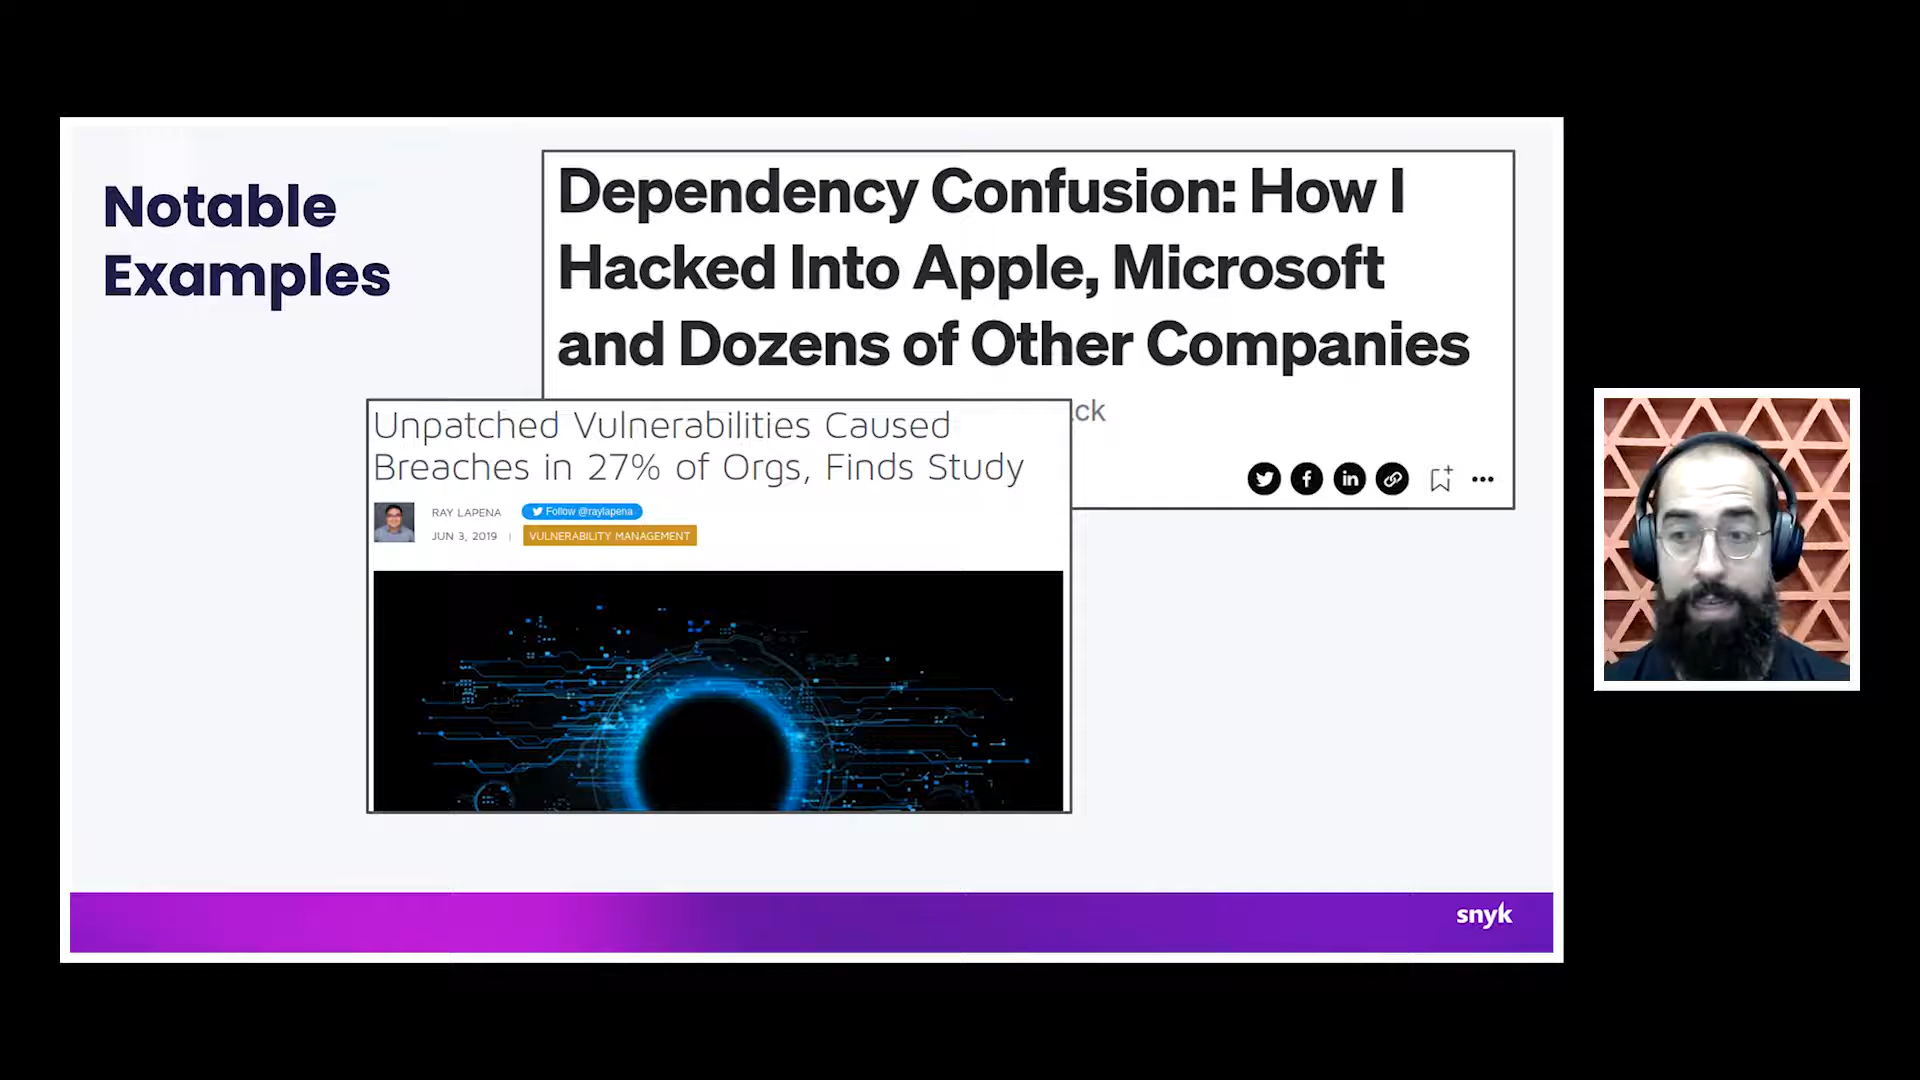 Notable
Examples
Dependency Confusion: How I
Hacked Into Apple, Microsoft
and Dozens of Other Companies
Unpatched Vulnerabilities Caused
Breaches in 27% of Orgs, Finds Study
RAY LAPENA
Follow @raylapena
JUN 3, 2019 |
VULNERABILITY MANAGEMENT
snyk